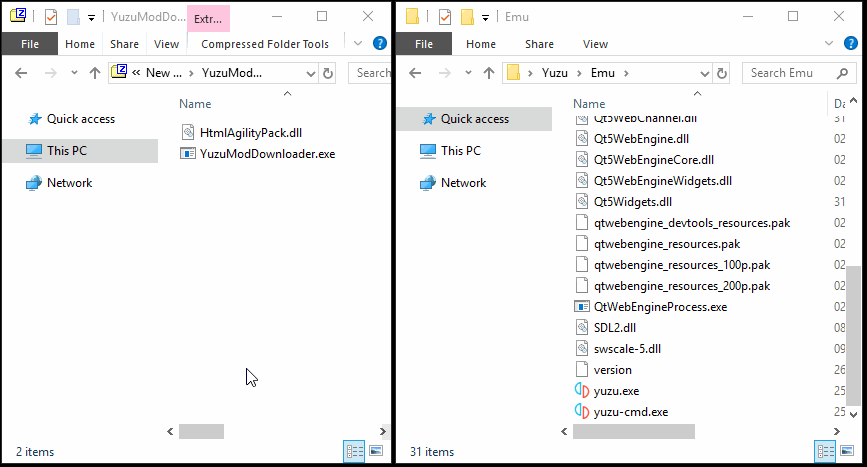 YuzuModDo...
Extr...
File
Home
Share
View
Compressed Folder Tools
« New ... > YuzuMod...
Search
Name
Quick access
This PC
Network
HtmlAgilityPack.dll
YuzuModDownloader.exe
2 items
Emu
File
Home
Share
View
Yuzu > Emu >
Search Emu
Name
Da
Quick access
This PC
Network
Qt5WebChannel.dll 31
Qt5WebEngine.dll 02
Qt5WebEngineCore.dll 02
Qt5WebEngineWidgets.dll 02
Qt5Widgets.dll 31
qtwebengine_devtools_resources.pak 02
qtwebengine_resources.pak 02
qtwebengine_resources_100p.pak 02
qtwebengine_resources_200p.pak 02
QtWebEngineProcess.exe 02
SDL2.dll 08
swscale-5.dll 09
version 26
yuzu.exe 25
yuzu-cmd.exe 25
31 items